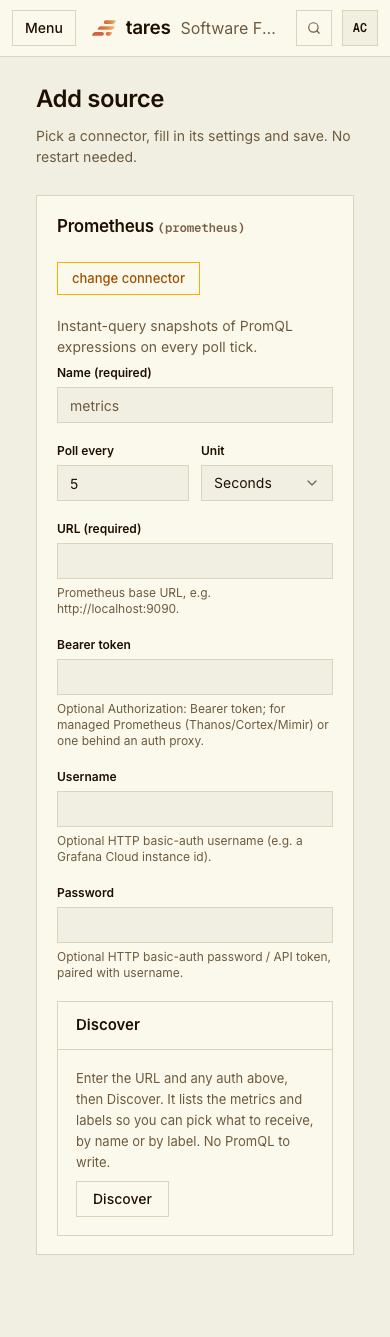 Menu
tares
Software F...
AC
Add source
Pick a connector, fill in its settings and save. No
restart needed.
Prometheus (prometheus)
change connector
Instant-query snapshots of PromQL
expressions on every poll tick.
Name (required)
metrics
Poll every
Unit
5
Seconds
URL (required)
Prometheus base URL, e.g.
http://localhost:9090.
Bearer token
Optional Authorization: Bearer token; for
managed Prometheus (Thanos/Cortex/Mimir) or
one behind an auth proxy.
Username
Optional HTTP basic-auth username (e.g. a
Grafana Cloud instance id).
Password
Optional HTTP basic-auth password / API token,
paired with username.
Discover
Enter the URL and any auth above,
then Discover. It lists the metrics and
labels so you can pick what to receive,
by name or by label. No PromQL to
write.
Discover